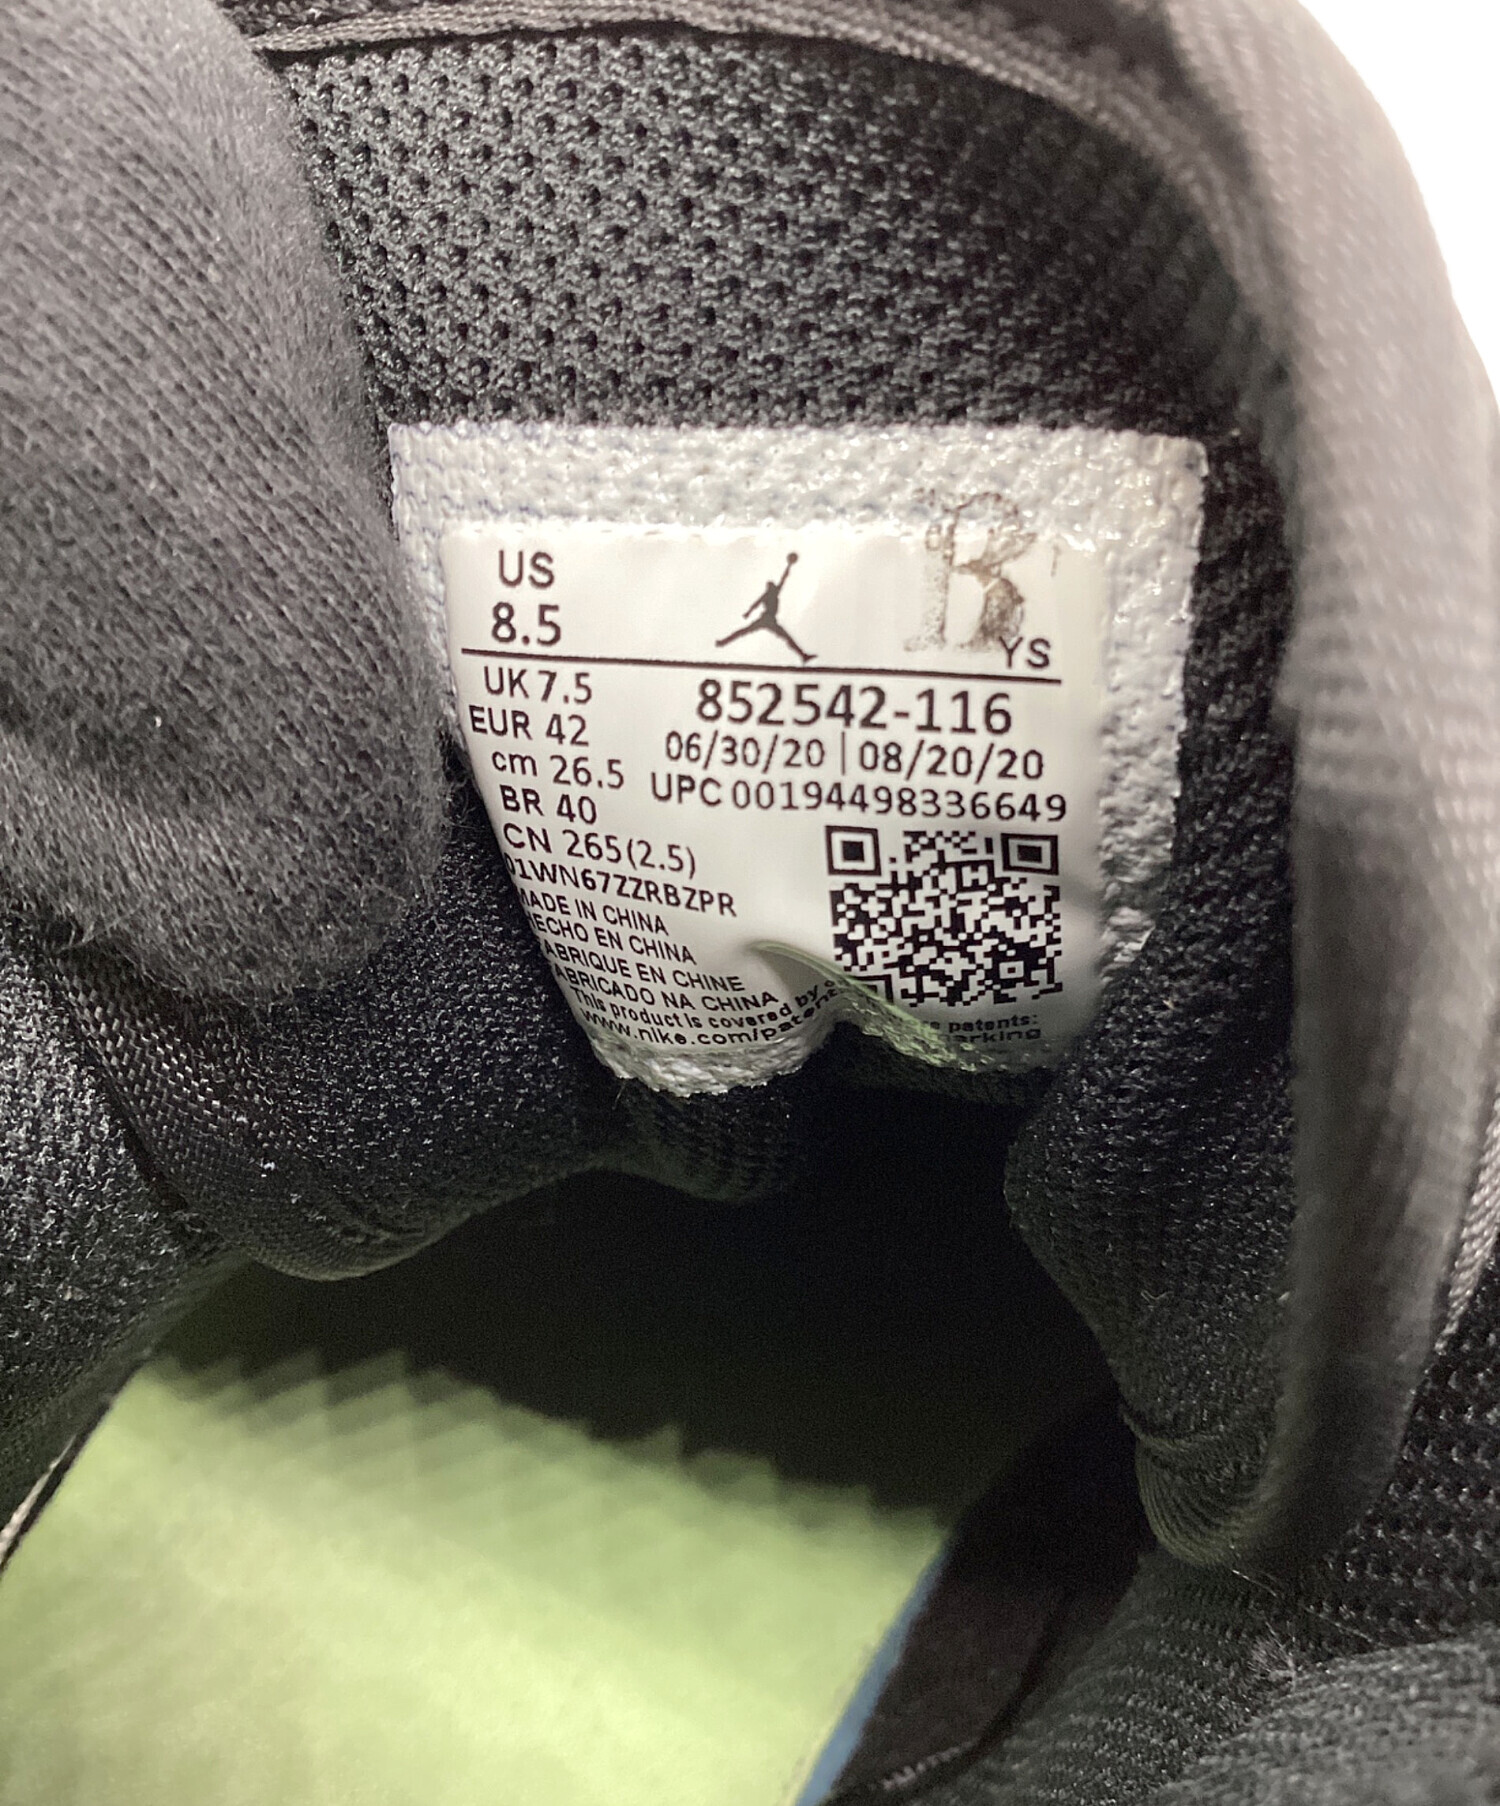 US
8.5
R
YS
UK 7.5
852542-116
EUR 42
06/30/20 | 08/20/20
cm 26.5
UPC 00194498336649
BR 40
CN 265(2.5)
01WN67ZZRBZPR
MADE IN CHINA
HECHO EN CHINA
FABRIQUE EN CHINE
FABRICADO NA CHINA
This product is covered by
patents:
www.nike.com/patent
arking